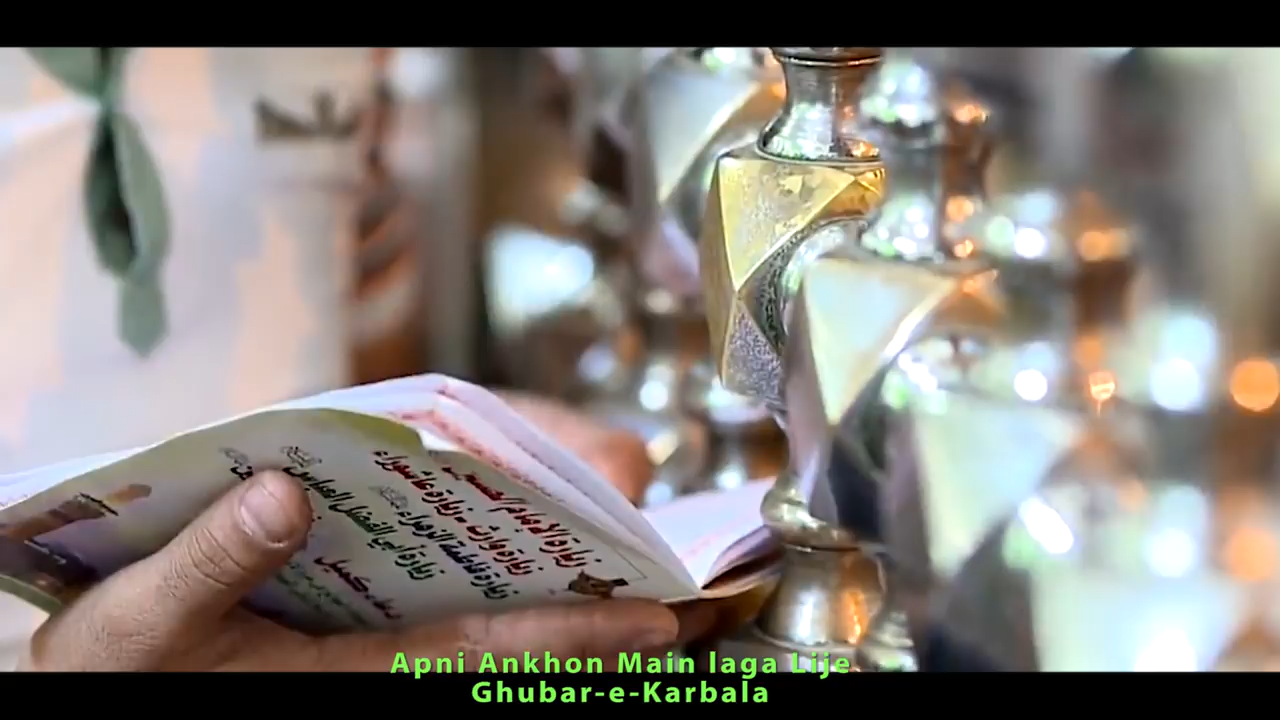 زيارة الإمام الحسين
زيارة وارث - زيارة عاشوراء
زيارة فاطمة الزهراء
زيارة أبي الفضل العباس
دعاء كميل
Apni Ankhon Main laga Lije
Ghubar-e-Karbala